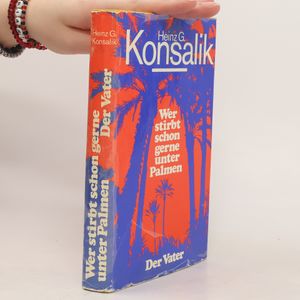 Heinz G.
Konsalik
Wer
stirbt
schon
gerne
unter
Palmen
Der Vater
Heinz G.
Konsalik
Wer stirbt schon gerne
unter Palmen
Der Vater